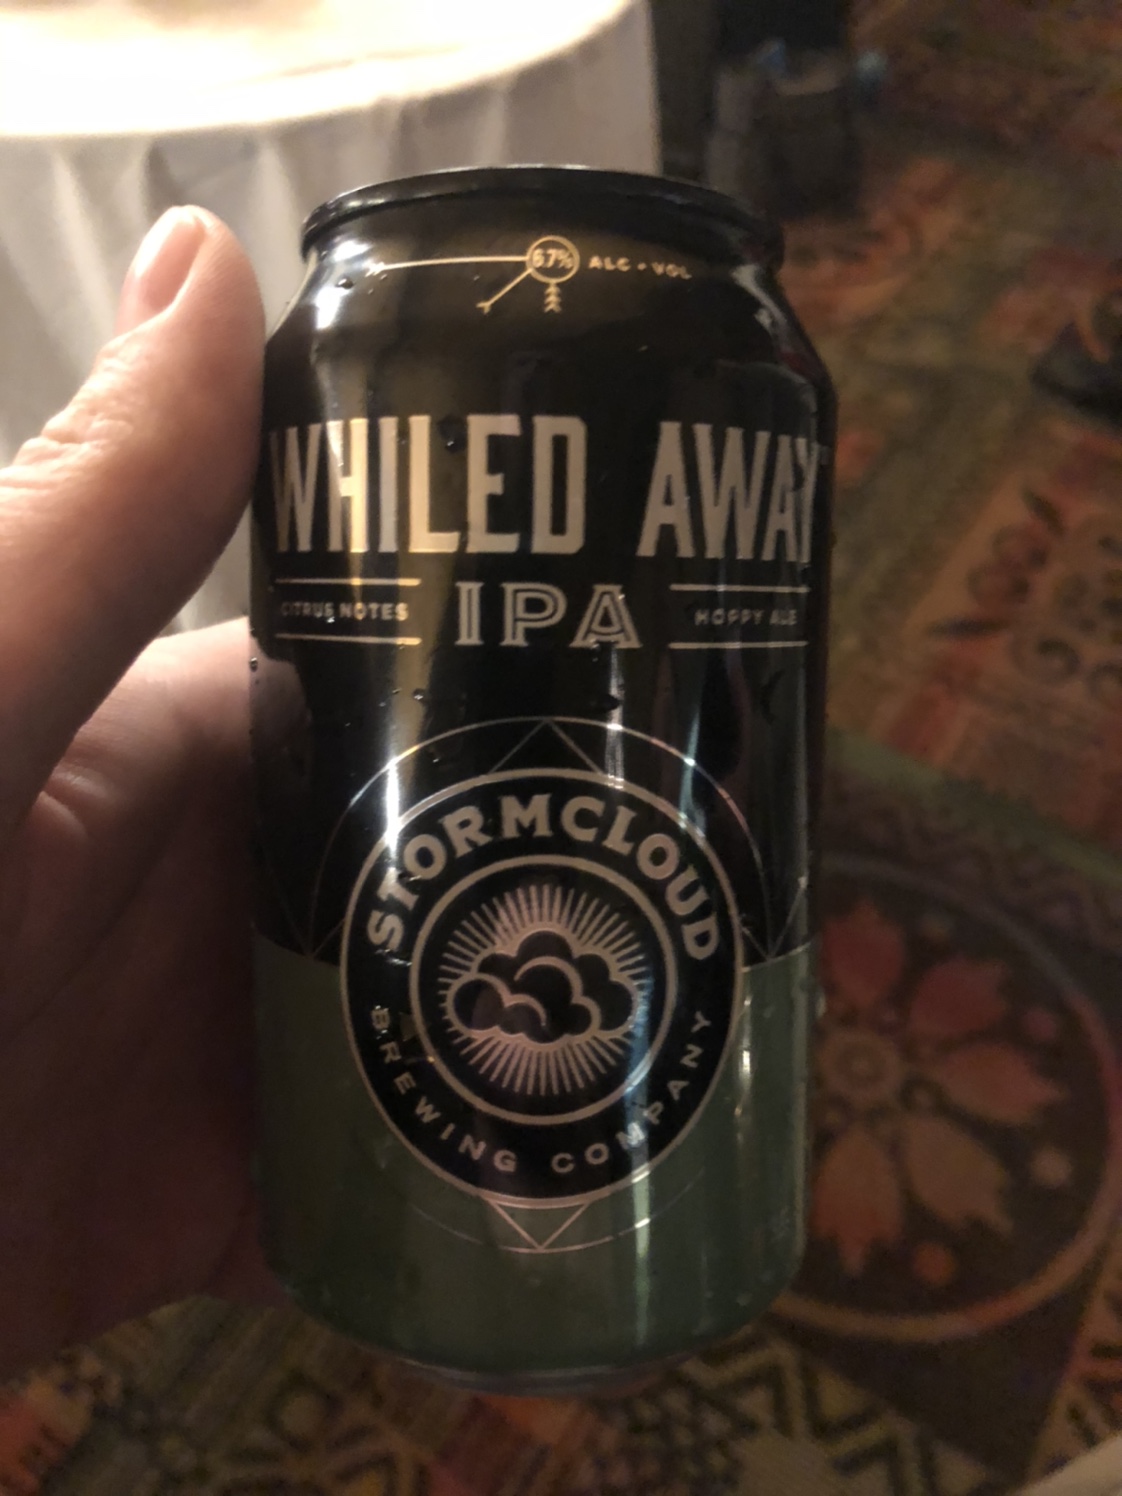 6.7% ALC • VOL
WHILED AWAY
CITRUS NOTES IPA HOPPY ALE
STORMCLOUD
BREWING COMPANY